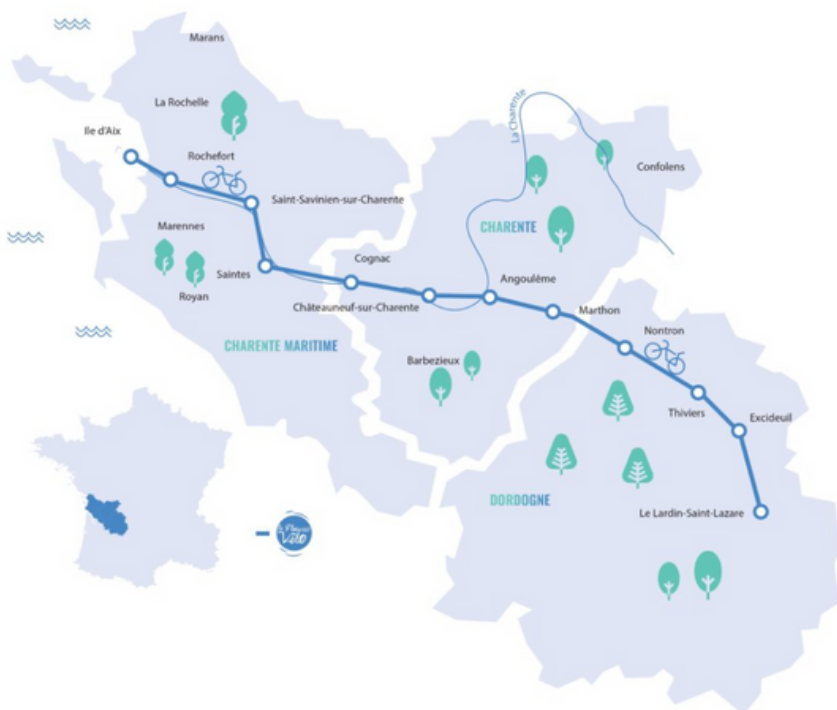 Marans
La Rochelle
Ile d'Aix
Rochefort
La Charente
Confolens
Saint-Savinien-sur-Charente
CHARENTE
Marennes
Cognac
Saintes
Angoulême
Royan
Châteauneuf-sur-Charente
Marthon
Nontron
CHARENTE MARITIME
Barbezieux
Thiviers
Excideuil
DORDOGNE
Le Lardin-Saint-Lazare
Vélo